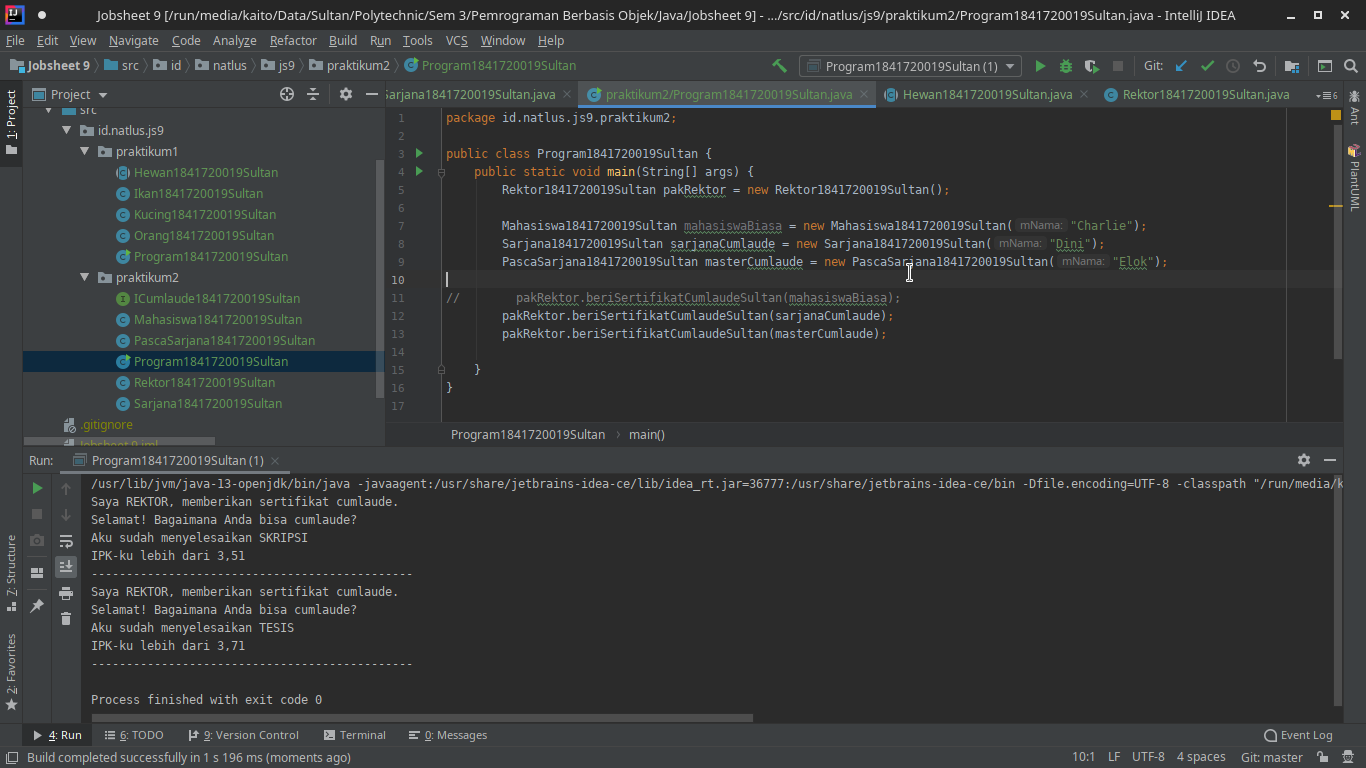 Jobsheet 9 [/run/media/kaito/Data/Sultan/Polytechnic/Sem 3/Pemrograman Berbasis Objek/Java/Jobsheet 9] - .../src/id/natlus/js9/praktikum2/Program1841720019Sultan.java - IntelliJ IDEA
File Edit View Navigate Code Analyze Refactor Build Run Tools VCS Window Help
Jobsheet 9 src id natlus js9 praktikum2 Program1841720019Sultan Program1841720019Sultan (1) Git:
1: Project
Project
src
id.natlus.js9
praktikum1
Hewan1841720019Sultan
Ikan1841720019Sultan
Kucing1841720019Sultan
Orang1841720019Sultan
Program1841720019Sultan
praktikum2
ICumlaude1841720019Sultan
Mahasiswa1841720019Sultan
PascaSarjana1841720019Sultan
Program1841720019Sultan
Rektor1841720019Sultan
Sarjana1841720019Sultan
.gitignore
Jobsheet 9.iml
Sarjana1841720019Sultan.java praktikum2/Program1841720019Sultan.java Hewan1841720019Sultan.java Rektor1841720019Sultan.java 6
1 package id.natlus.js9.praktikum2;
2
3 public class Program1841720019Sultan {
4 public static void main(String[] args) {
5 Rektor1841720019Sultan pakRektor = new Rektor1841720019Sultan();
6
7 Mahasiswa1841720019Sultan mahasiswaBiasa = new Mahasiswa1841720019Sultan( mNama: "Charlie");
8 Sarjana1841720019Sultan sarjanaCumlaude = new Sarjana1841720019Sultan( mNama: "Dini");
9 PascaSarjana1841720019Sultan masterCumlaude = new PascaSarjana1841720019Sultan( mNama: "Elok");
10
11 // pakRektor.beriSertifikatCumlaudeSultan(mahasiswaBiasa);
12 pakRektor.beriSertifikatCumlaudeSultan(sarjanaCumlaude);
13 pakRektor.beriSertifikatCumlaudeSultan(masterCumlaude);
14
15 }
16 }
17
Program1841720019Sultan main()
Ant
PlantUML
Run: Program1841720019Sultan (1)
/usr/lib/jvm/java-13-openjdk/bin/java -javaagent:/usr/share/jetbrains-idea-ce/lib/idea_rt.jar=36777:/usr/share/jetbrains-idea-ce/bin -Dfile.encoding=UTF-8 -classpath "/run/media/k
Saya REKTOR, memberikan sertifikat cumlaude.
Selamat! Bagaimana Anda bisa cumlaude?
Aku sudah menyelesaikan SKRIPSI
IPK-ku lebih dari 3,51
----------------------------------------------
Saya REKTOR, memberikan sertifikat cumlaude.
Selamat! Bagaimana Anda bisa cumlaude?
Aku sudah menyelesaikan TESIS
IPK-ku lebih dari 3,71
----------------------------------------------
Process finished with exit code 0
Z: Structure
2: Favorites
4: Run 6: TODO 9: Version Control Terminal 0: Messages Event Log
Build completed successfully in 1 s 196 ms (moments ago) 10:1 LF UTF-8 4 spaces Git: master